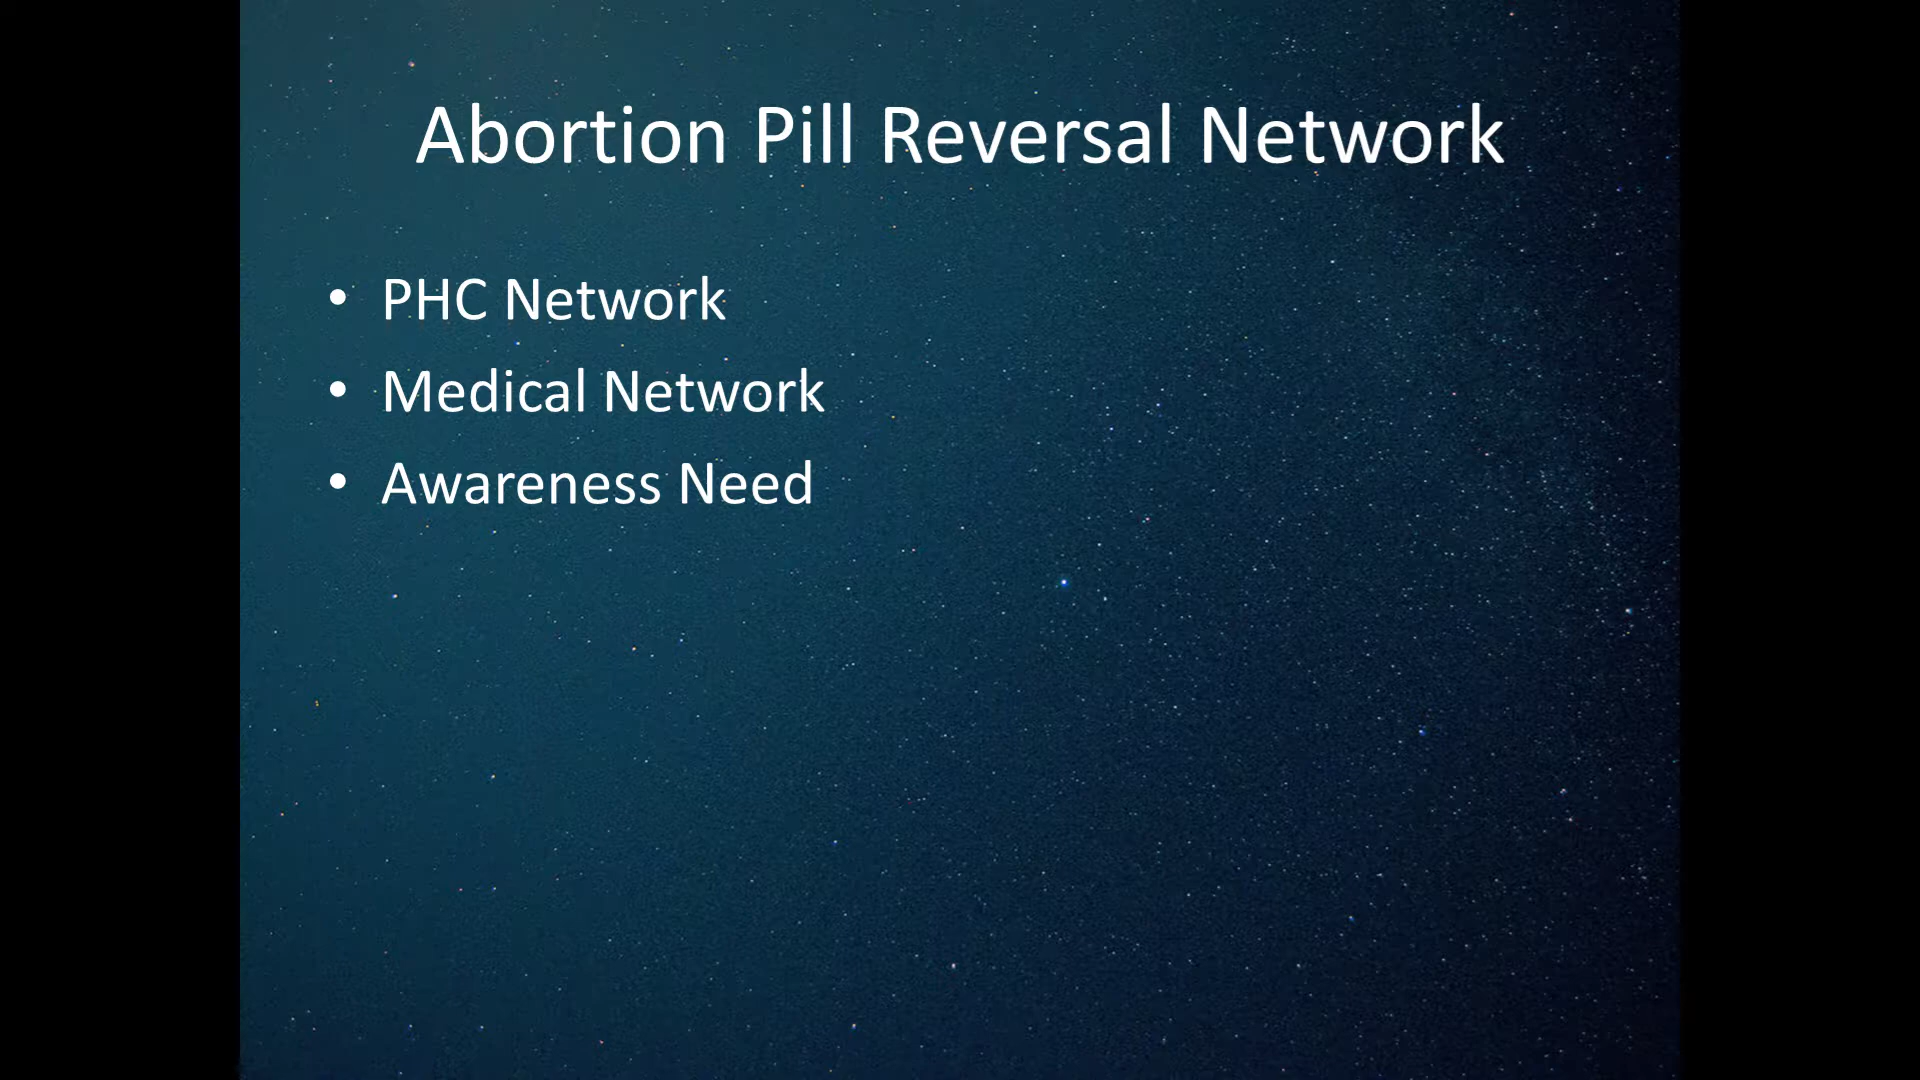 Abortion Pill Reversal Network
• PHC Network
• Medical Network
• Awareness Need